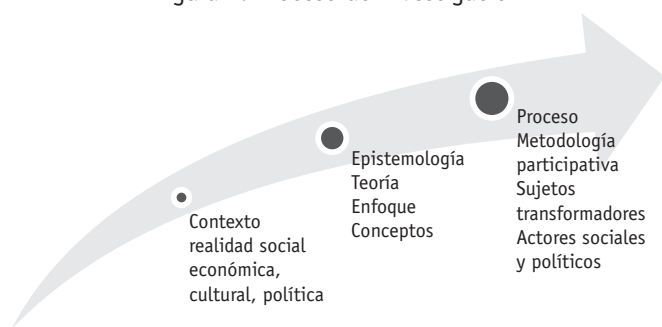 Contexto
realidad social
económica,
cultural, política
Epistemología
Teoría
Enfoque
Conceptos
Proceso
Metodología
participativa
Sujetos
transformadores
Actores sociales
y políticos